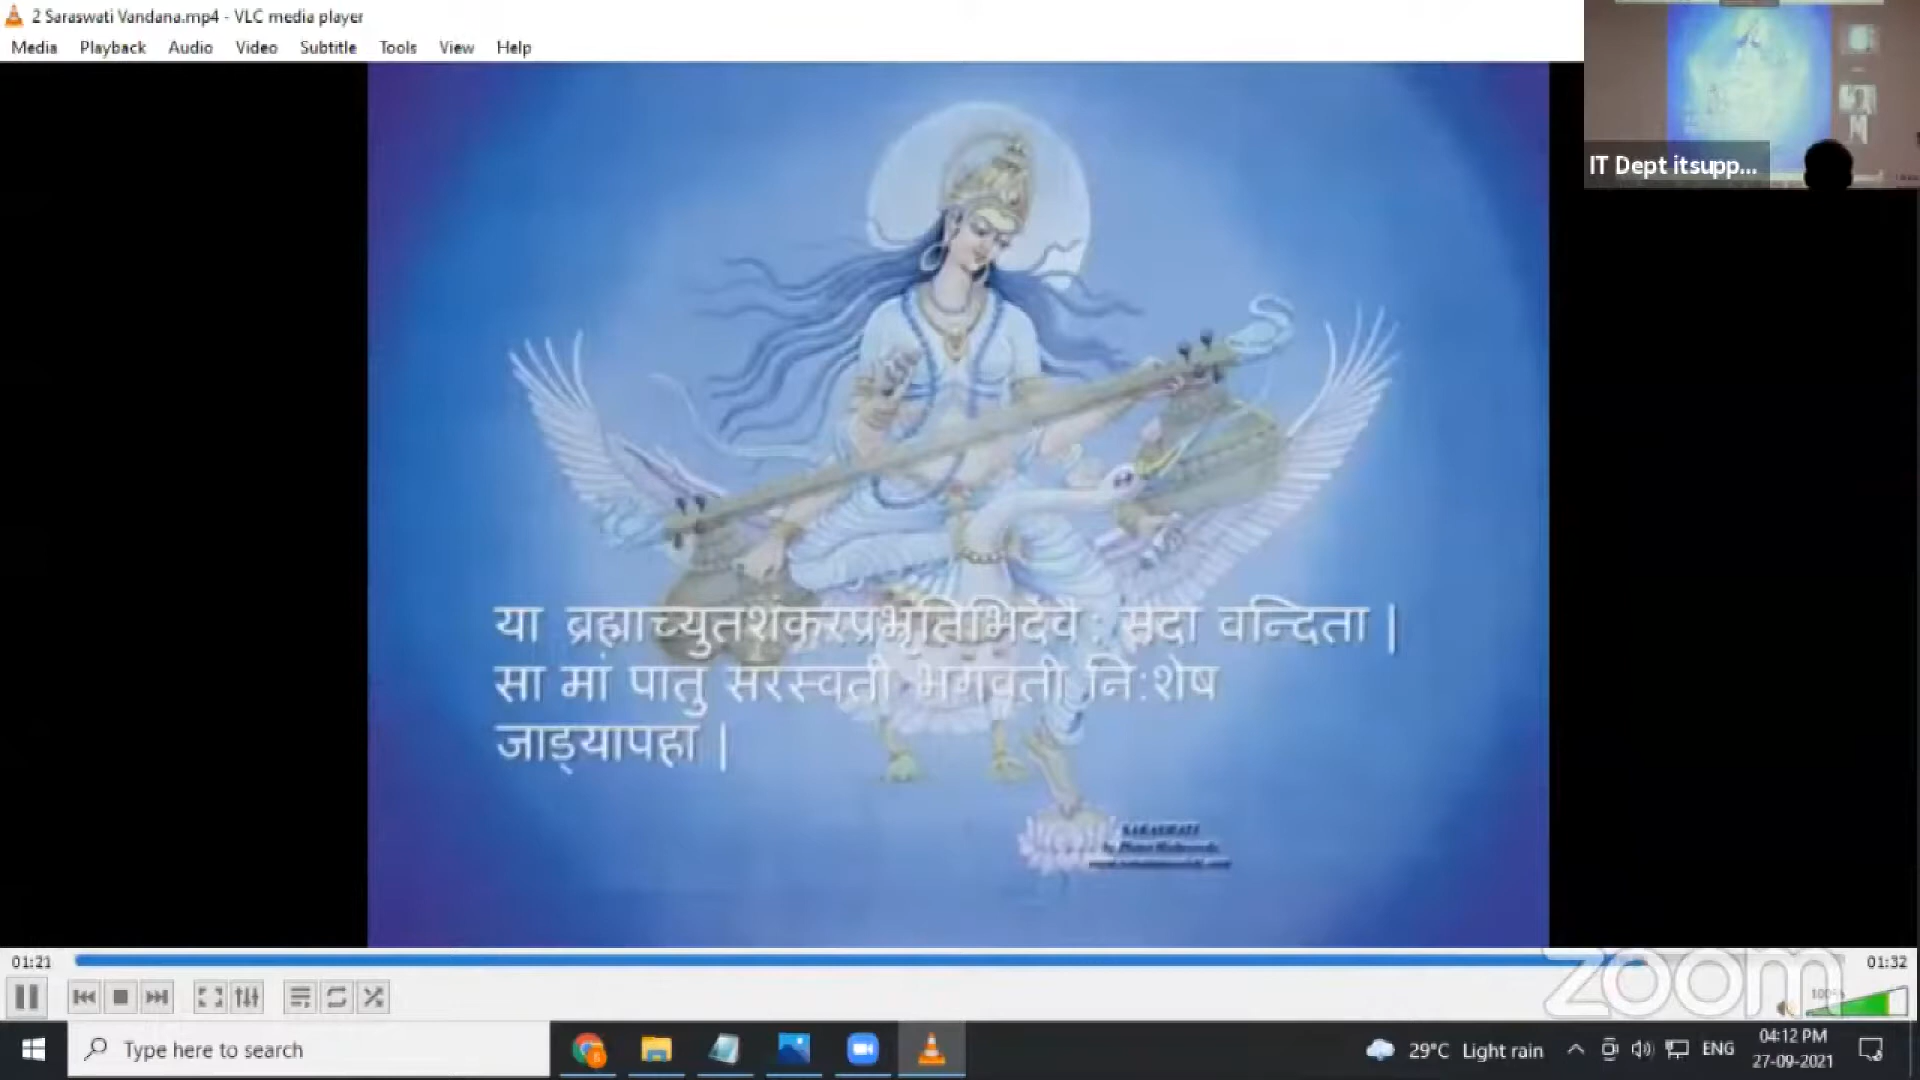 2 Saraswati Vandana.mp4 - VLC media player
Media Playback Audio Video Subtitle Tools View Help
IT Dept itsupp...
या ब्रह्माच्युतशंकरप्रभृतिभिर्देवैः सदा वन्दिता |
सा मां पातु सरस्वती भगवती निःशेष
जाड्यापहा |
SARASWATI
01:21
01:32
zoom
100%
Type here to search
29°C Light rain
ENG
04:12 PM
27-09-2021